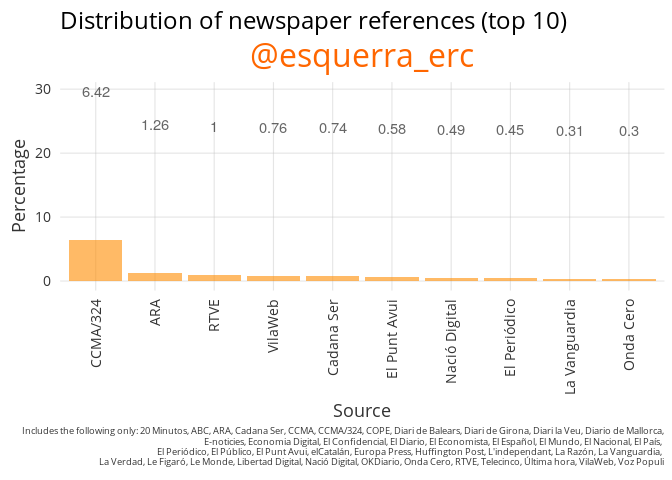 Distribution of newspaper references (top 10)
@esquerra_erc
30
20
10
0
Percentage
6.42
1.26
1
0.76
0.74
0.58
0.49
0.45
0.31
0.3
CCMA/324
ARA
RTVE
VilaWeb
Cadena Ser
El Punt Avui
Nació Digital
El Periódico
La Vanguardia
Onda Cero
Source
Includes the following only: 20 Minutos, ABC, ARA, Cadana Ser, CCMA, CCMA/324, COPE, Diari de Balears, Diari de Girona, Diari la Veu, Diario de Mallorca,
E-noticies, Economia Digital, El Confidencial, El Diario, El Economista, El Español, El Mundo, El Nacional, El País,
El Periódico, El Público, El Punt Avui, elCatalán, Europa Press, Huffington Post, L'independant, La Razón, La Vanguardia,
La Verdad, Le Figaró, Le Monde, Libertad Digital, Nació Digital, OKDiario, Onda Cero, RTVE, Telecinco, Última hora, VilaWeb, Voz Populi